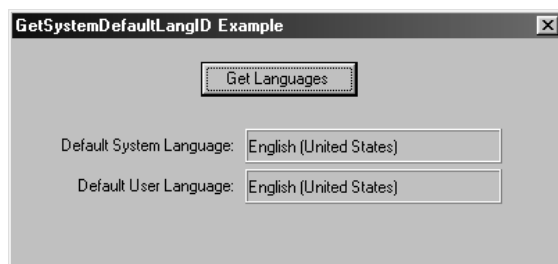 GetSystemDefaultLangID Example
Get Languages
Default System Language: English (United States)
Default User Language: English (United States)